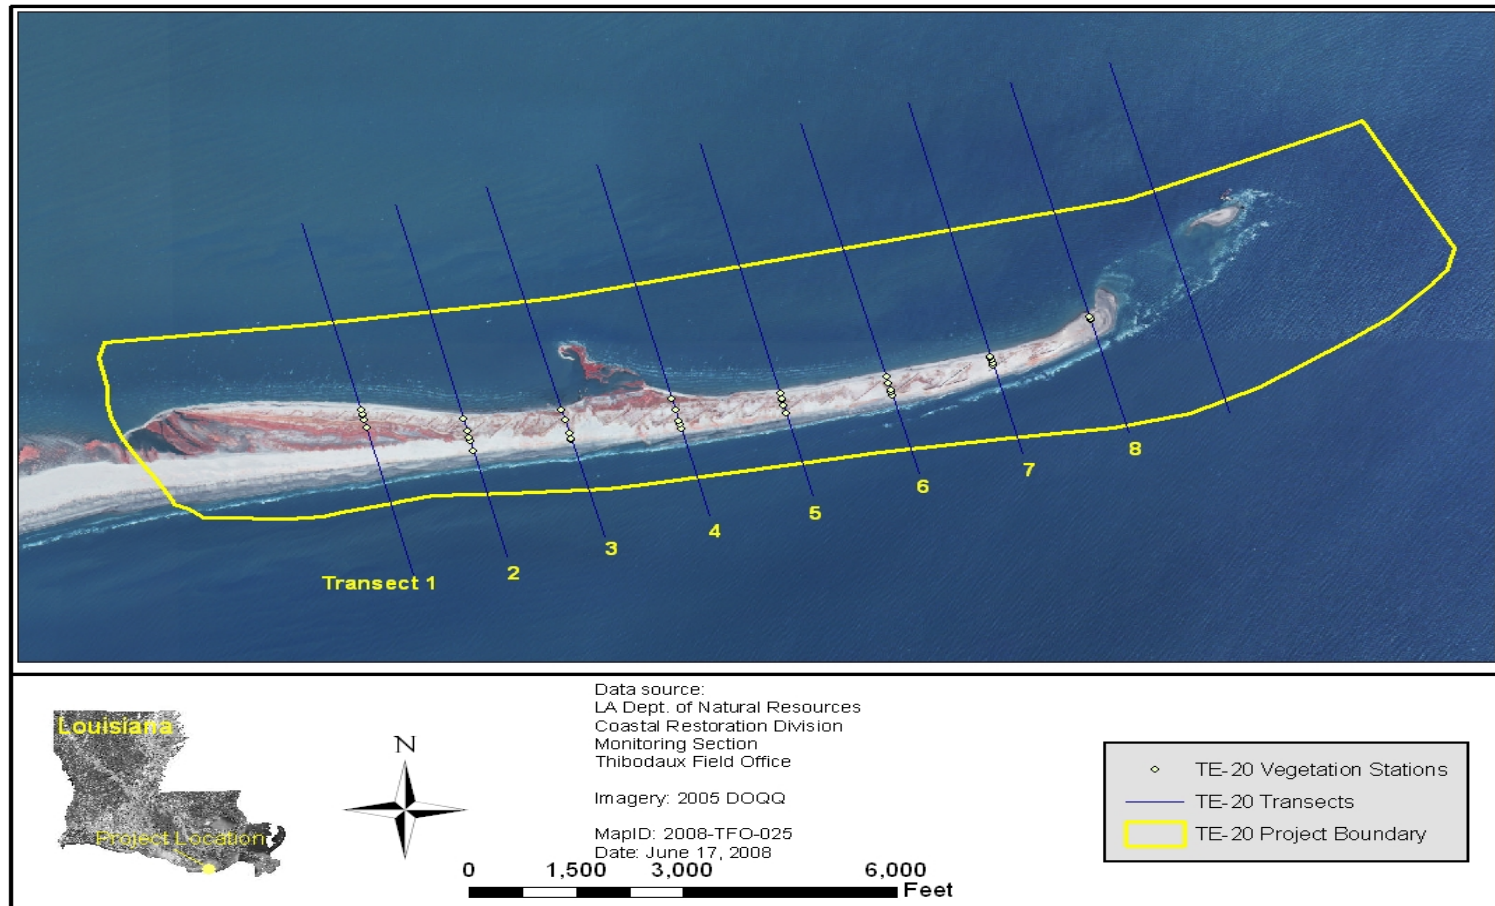 Transect 1
2
3
4
5
6
7
8
Louisiana
Project Location
N
Data source:
LA Dept. of Natural Resources
Coastal Restoration Division
Monitoring Section
Thibodaux Field Office
Imagery: 2005 DOQQ
MapID: 2008-TFO-025
Date: June 17, 2008
0 1,500 3,000 6,000
Feet
TE-20 Vegetation Stations
TE-20 Transects
TE-20 Project Boundary